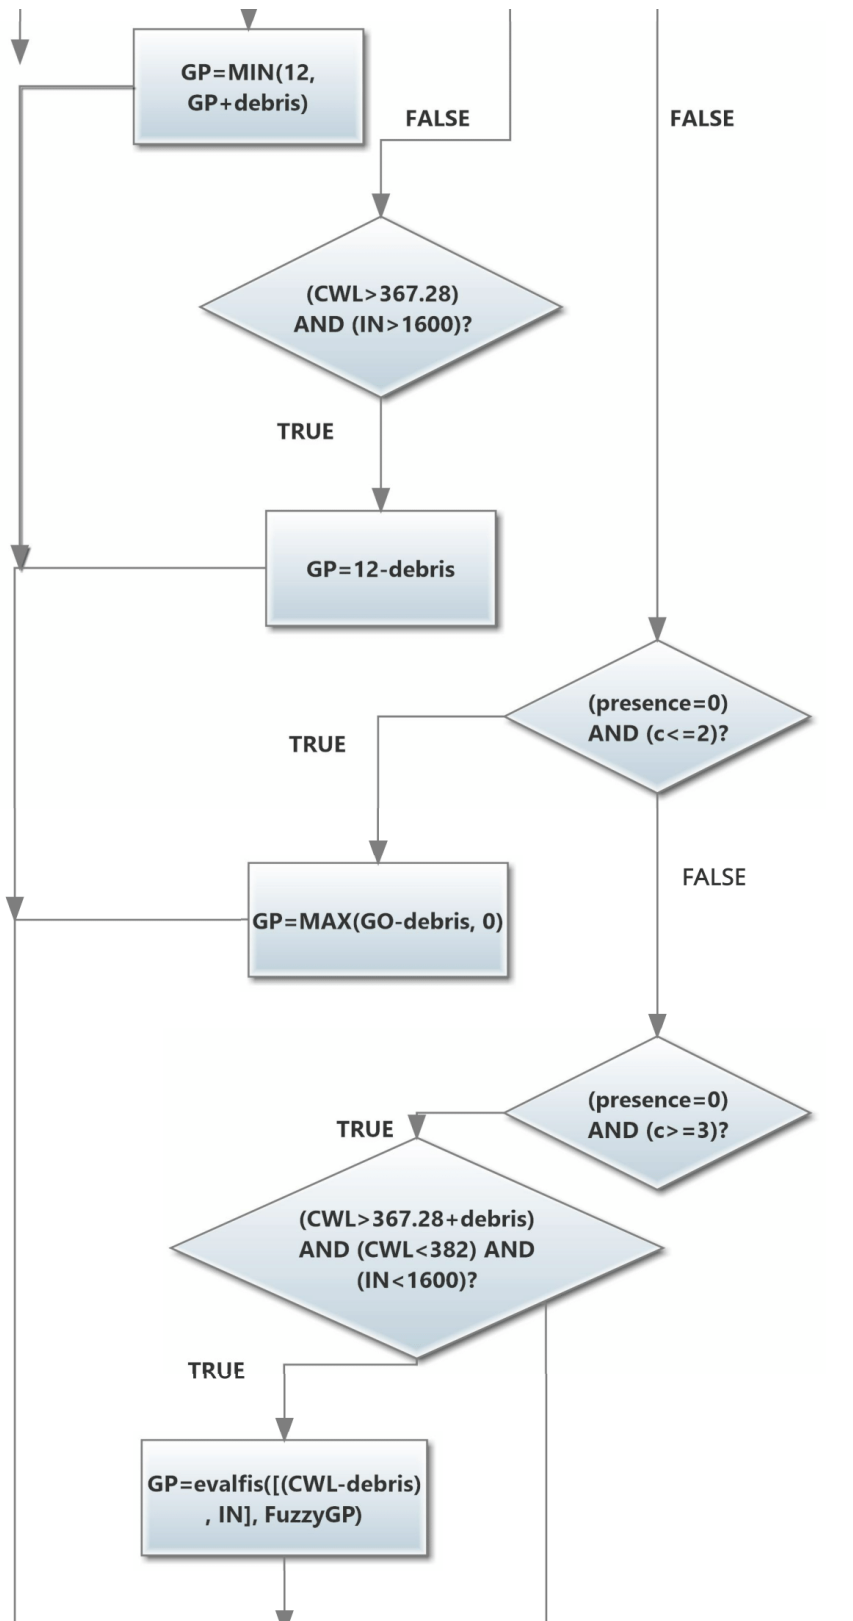 GP=MIN(12,
GP+debris)
FALSE
FALSE
(CWL>367.28)
AND (IN>1600)?
TRUE
GP=12-debris
(presence=0)
AND (c<=2)?
TRUE
FALSE
GP=MAX(GO-debris, 0)
(presence=0)
AND (c>=3)?
TRUE
(CWL>367.28+debris)
AND (CWL<382) AND
(IN<1600)?
TRUE
GP=evalfis([(CWL-debris)
, IN], FuzzyGP)